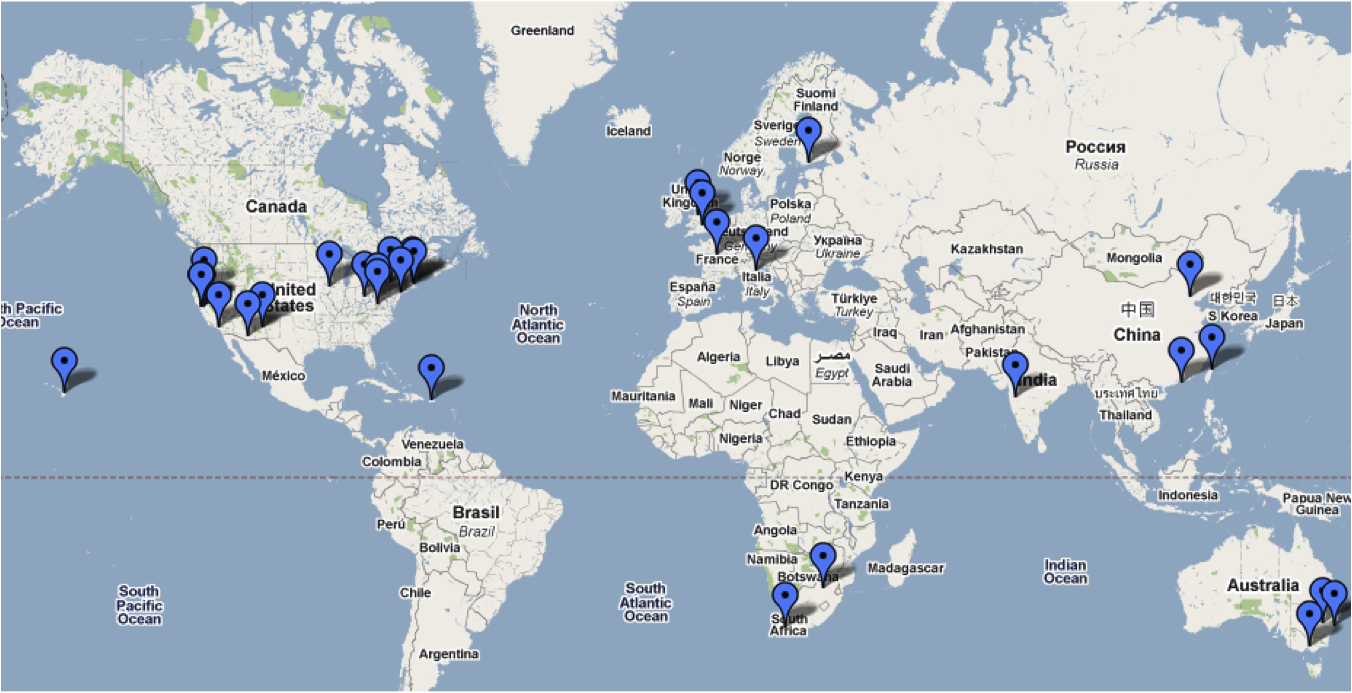 Greenland
Iceland
Suomi
Finland
Sverige
Sweden
Norge
Norway
Россия
Russia
Canada
Kingdom
Polska
Poland
Україна
Ukraine
France
Italia
Italy
España
Spain
Türkiye
Turkey
Kazakhstan
Mongolia
中国
China
대한민국
S Korea
日本
Japan
Iraq
Iran
Afghanistan
India
ประเทศไทย
Thailand
United
States
th Pacific
Ocean
North
Atlantic
Ocean
México
Algeria
Libya
مصر
Egypt
Saudi
Arabia
Mauritania
Mali
Niger
Chad
Sudan
Nigeria
Ethiopia
Venezuela
Colombia
DR Congo
Kenya
Tanzania
Indonesia
Papua New
Guinea
Perú
Brasil
Brazil
Bolivia
Angola
Namibia
Botswana
Madagascar
Indian
Ocean
Australia
Chile
South
Pacific
Ocean
South
Atlantic
Ocean
South
Africa
Argentina